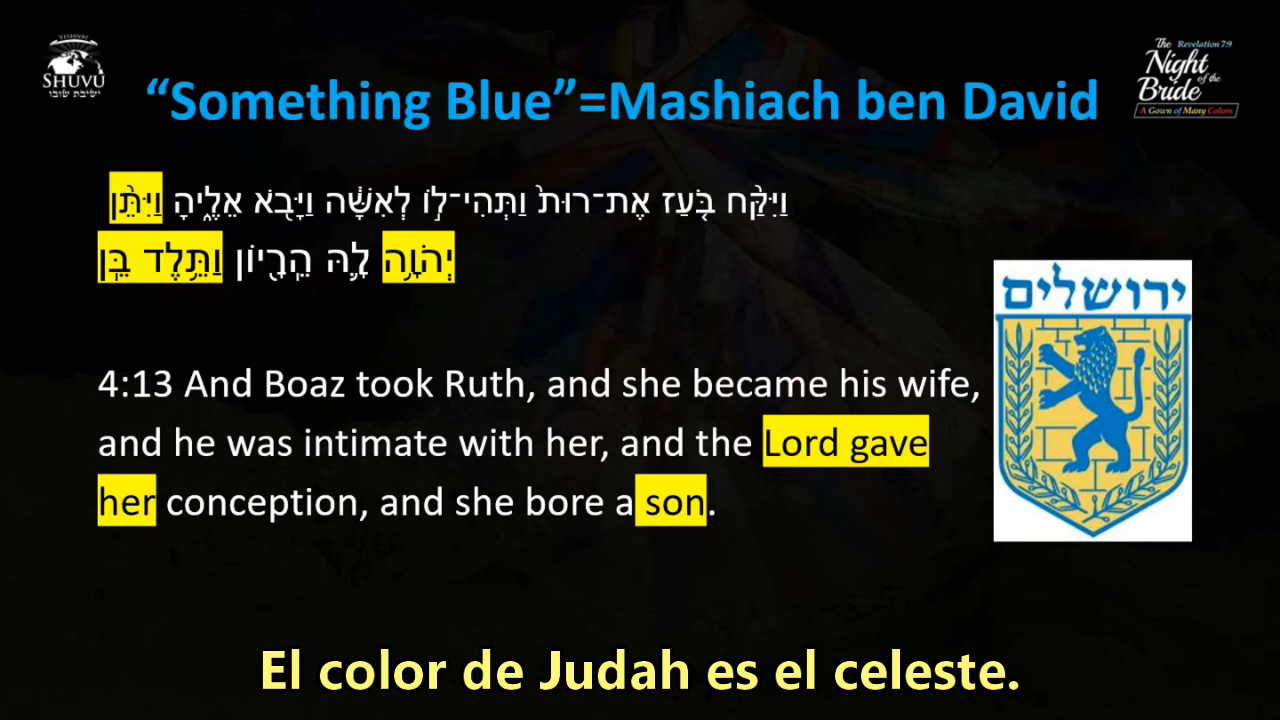 YESHIVAT
SHUVU
ישיבת שובו
The Revelation 7:9
Night
of the
Bride
A Gown of Many Colors
“Something Blue”=Mashiach ben David
וַיִּקַּ֨ח בֹּ֤עַז אֶת־רוּת֙ וַתְּהִי־ל֣וֹ לְאִשָּׁ֔ה וַיָּבֹ֖א אֵלֶ֑יהָ וַיִּתֵּ֨ן
יְהֹוָ֥ה לָ֛הּ הֵֽרָי֖וֹן וַתֵּ֥לֶד בֵּֽן
ירושלים
4:13 And Boaz took Ruth, and she became his wife,
and he was intimate with her, and the Lord gave
her conception, and she bore a son.
El color de Judah es el celeste.